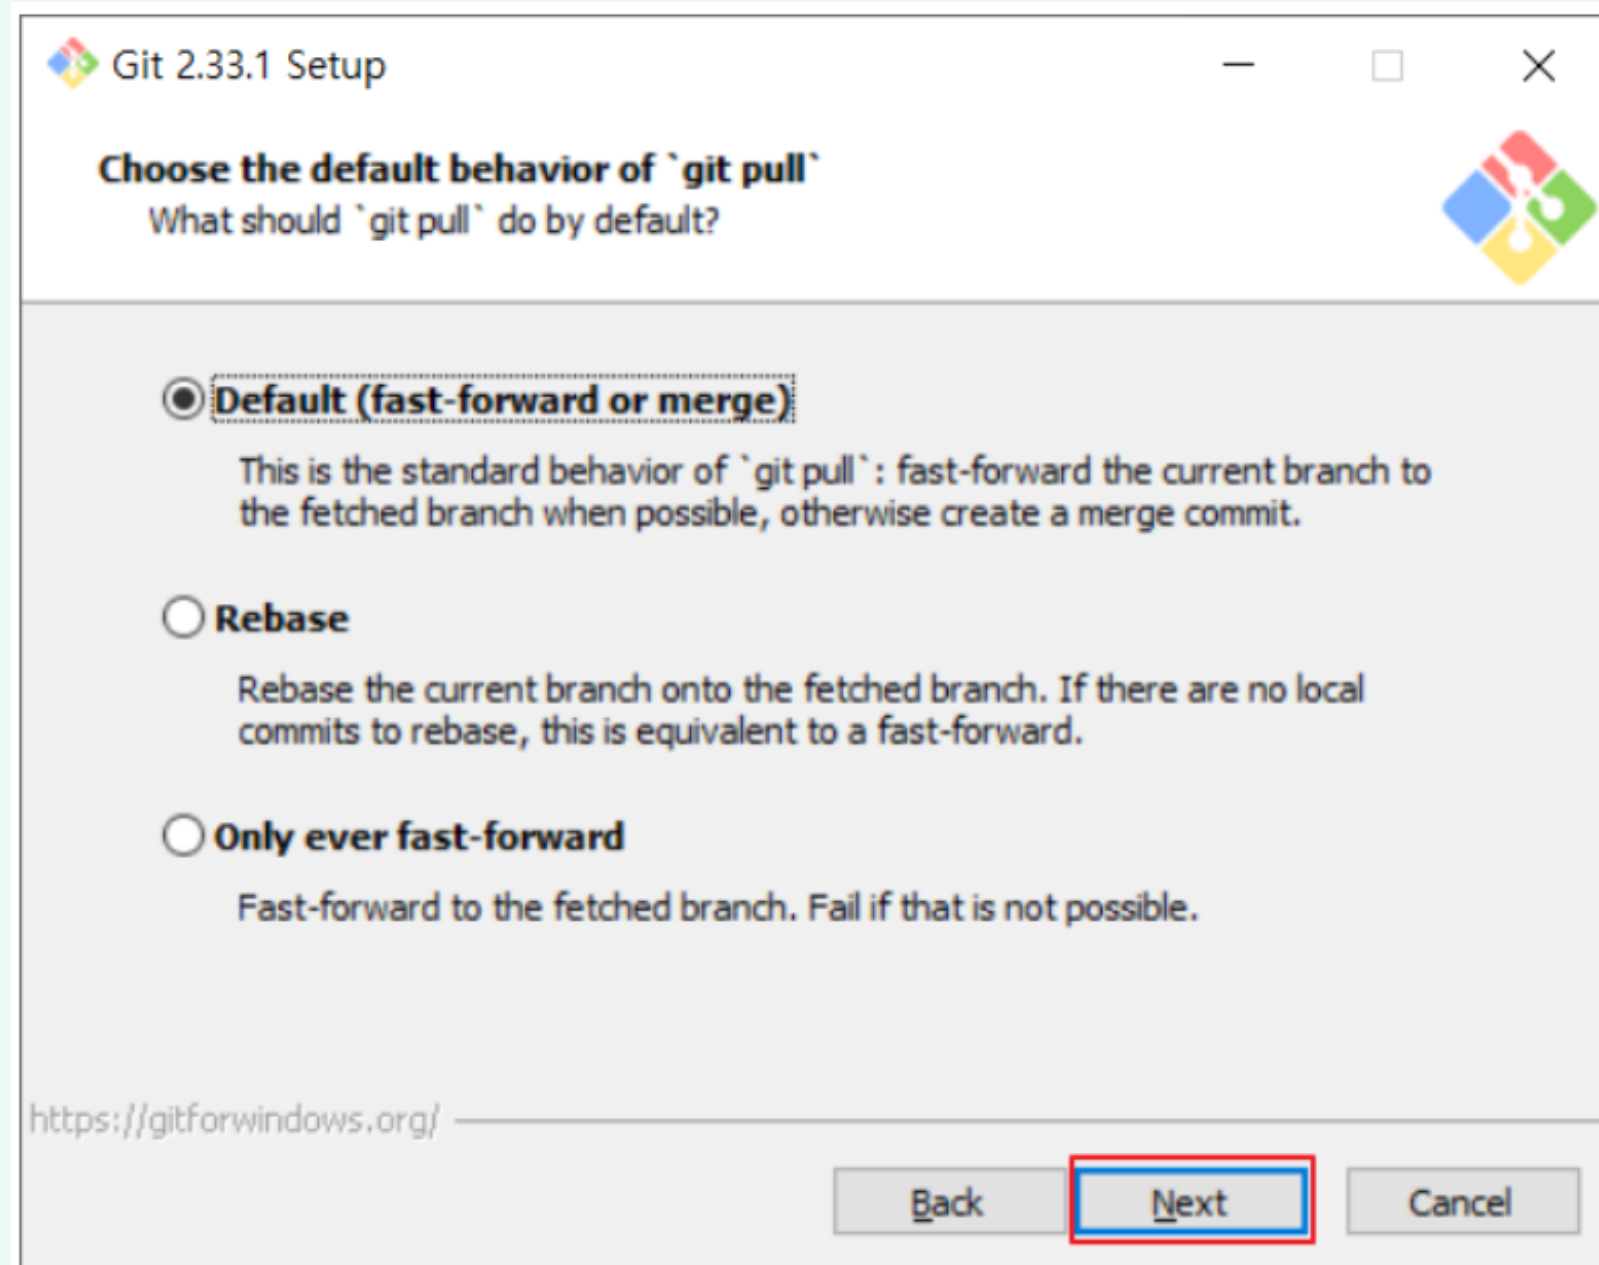 Git 2.33.1 Setup
Choose the default behavior of `git pull`
What should `git pull` do by default?
Default (fast-forward or merge)
This is the standard behavior of `git pull`: fast-forward the current branch to
the fetched branch when possible, otherwise create a merge commit.
Rebase
Rebase the current branch onto the fetched branch. If there are no local
commits to rebase, this is equivalent to a fast-forward.
Only ever fast-forward
Fast-forward to the fetched branch. Fail if that is not possible.
https://gitforwindows.org/
Back Next Cancel